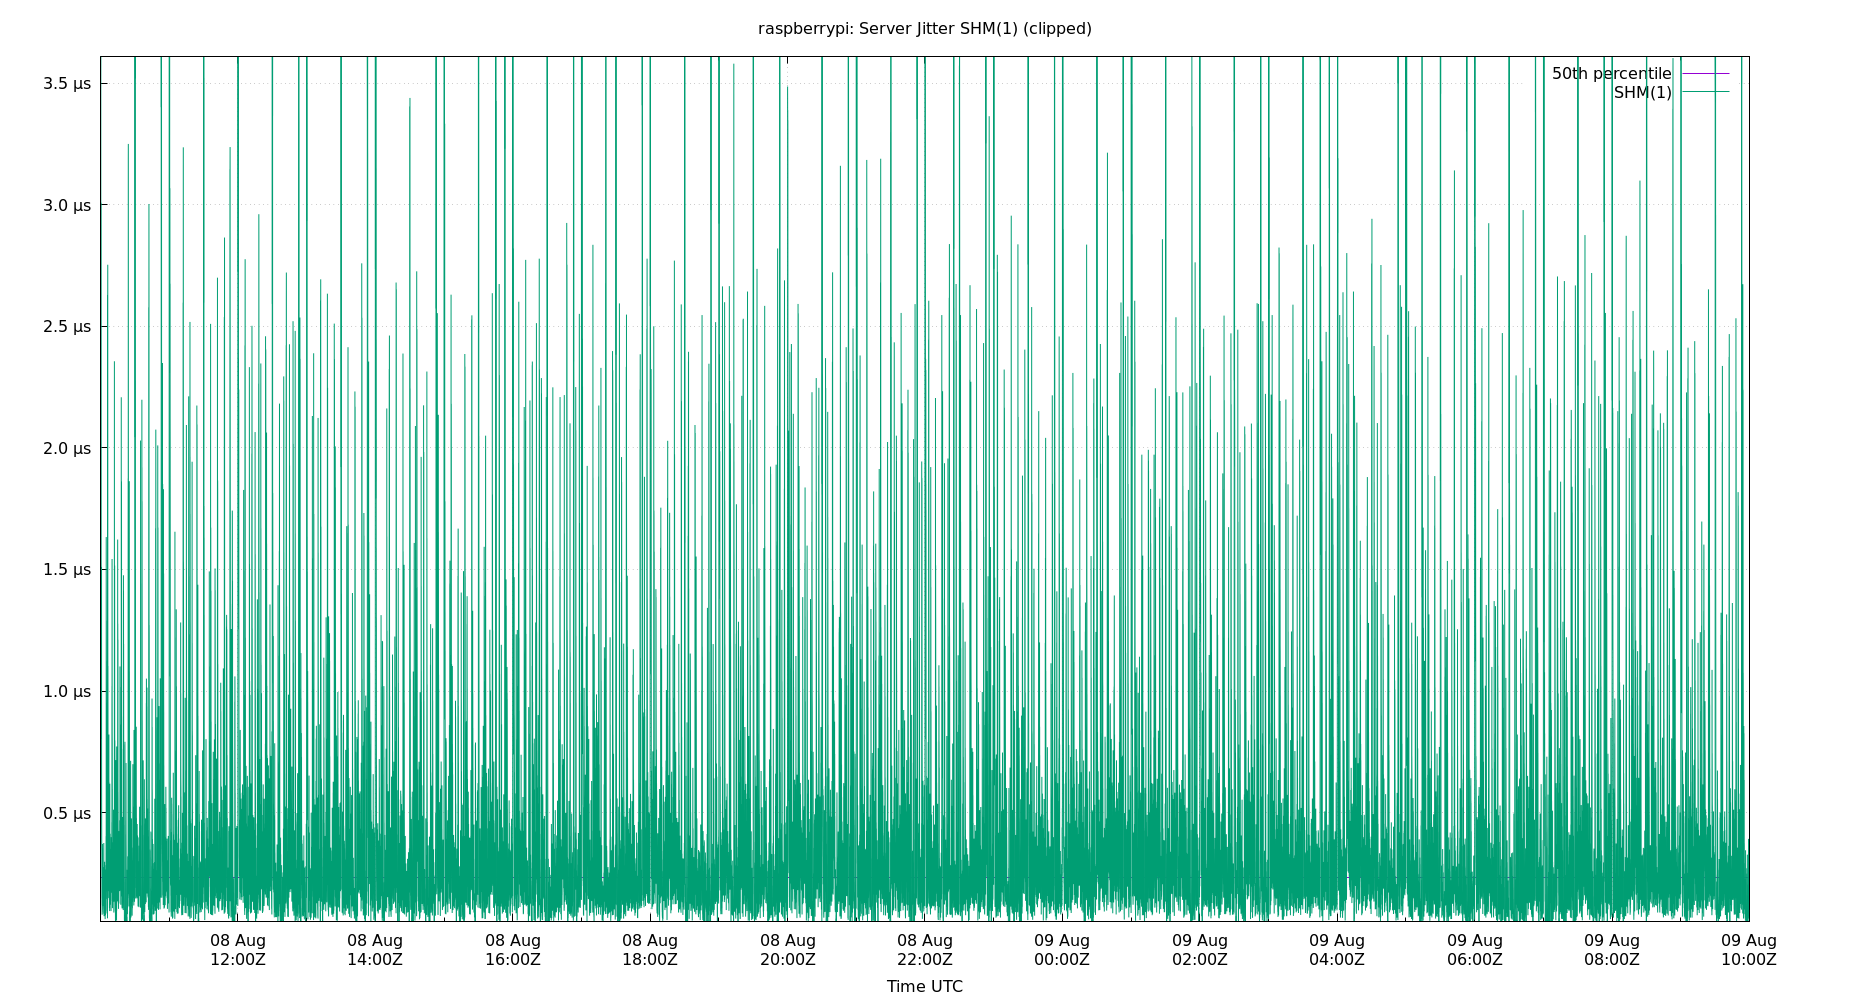 raspberrypi: Server Jitter SHM(1) (clipped)
50th percentile
SHM(1)
3.5 µs
3.0 µs
2.5 µs
2.0 µs
1.5 µs
1.0 µs
0.5 µs
08 Aug 08 Aug 08 Aug 08 Aug 08 Aug 08 Aug 09 Aug 09 Aug 09 Aug 09 Aug 09 Aug 09 Aug
12:00Z 14:00Z 16:00Z 18:00Z 20:00Z 22:00Z 00:00Z 02:00Z 04:00Z 06:00Z 08:00Z 10:00Z
Time UTC